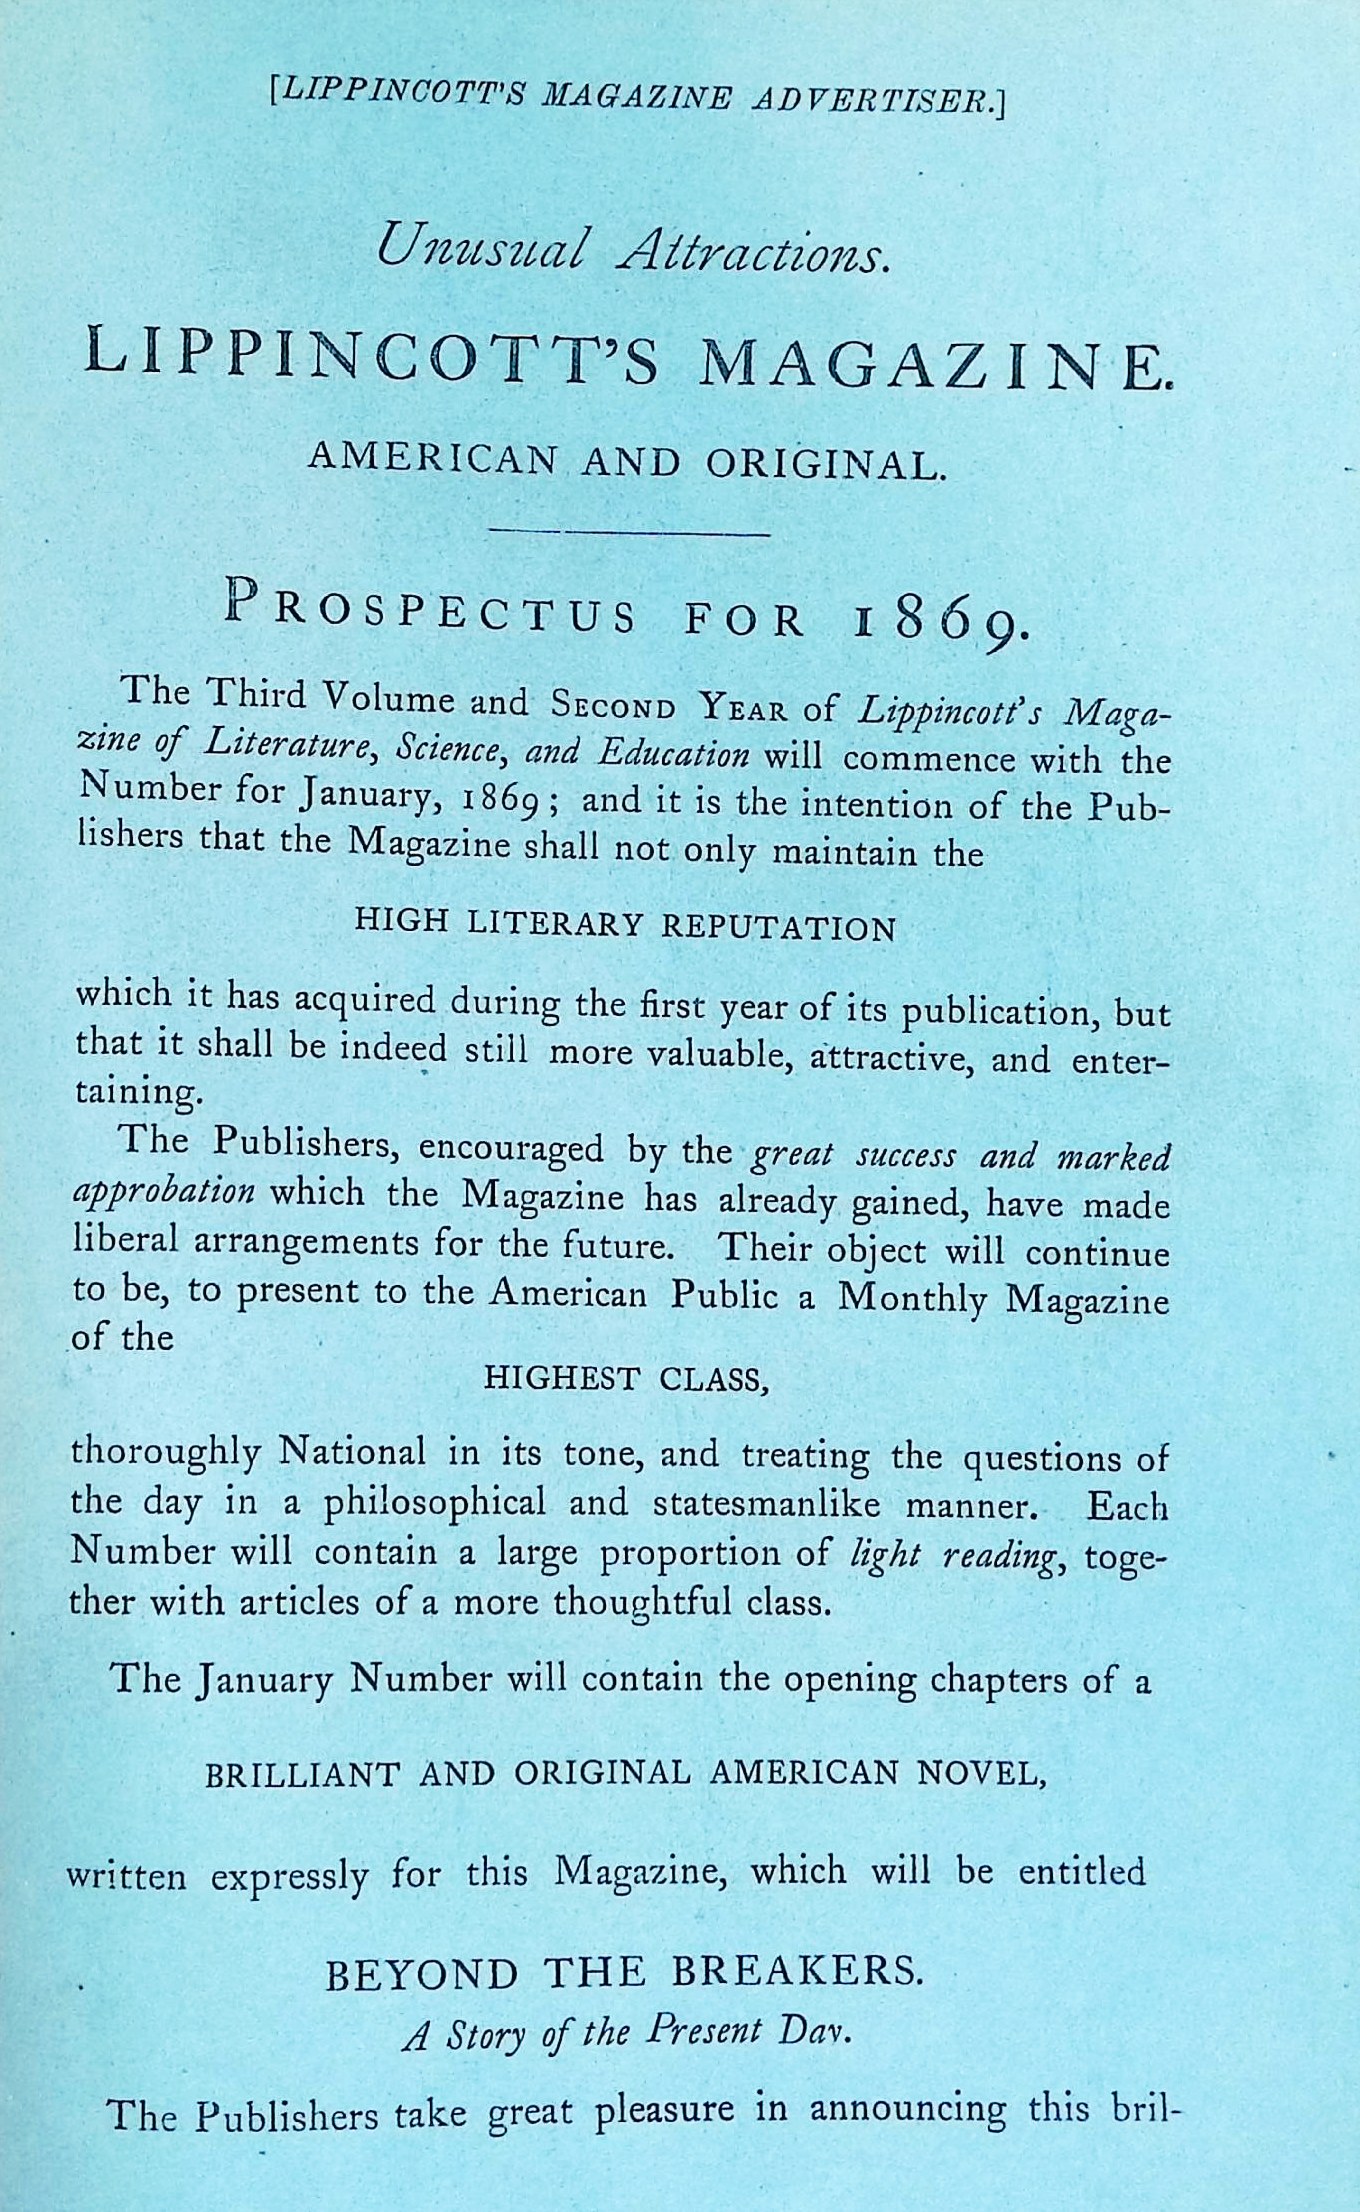 [LIPPINCOTT'S MAGAZINE ADVERTISER.]
Unusual Attractions.
LIPPINCOTT'S MAGAZINE.
AMERICAN AND ORIGINAL.
PROSPECTUS FOR 1869.
The Third Volume and SECOND YEAR of Lippincott's Maga-
zine of Literature, Science, and Education will commence with the
Number for January, 1869; and it is the intention of the Pub-
lishers that the Magazine shall not only maintain the
HIGH LITERARY REPUTATION
which it has acquired during the first year of its publication, but
that it shall be indeed still more valuable, attractive, and enter-
taining.
The Publishers, encouraged by the great success and marked
approbation which the Magazine has already gained, have made
liberal arrangements for the future. Their object will continue
to be, to present to the American Public a Monthly Magazine
of the
HIGHEST CLASS,
thoroughly National in its tone, and treating the questions of
the day in a philosophical and statesmanlike manner. Each
Number will contain a large proportion of light reading, toge-
ther with articles of a more thoughtful class.
The January Number will contain the opening chapters of a
BRILLIANT AND ORIGINAL AMERICAN NOVEL,
written expressly for this Magazine, which will be entitled
BEYOND THE BREAKERS.
A Story of the Present Day.
The Publishers take great pleasure in announcing this bril-